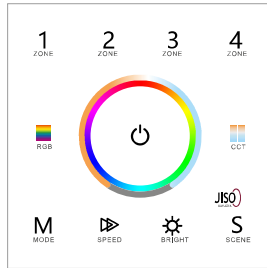 1 2 3 4
ZONE ZONE ZONE ZONE
RGB CCT
JISO
M S
MODE SPEED BRIGHT SCENE